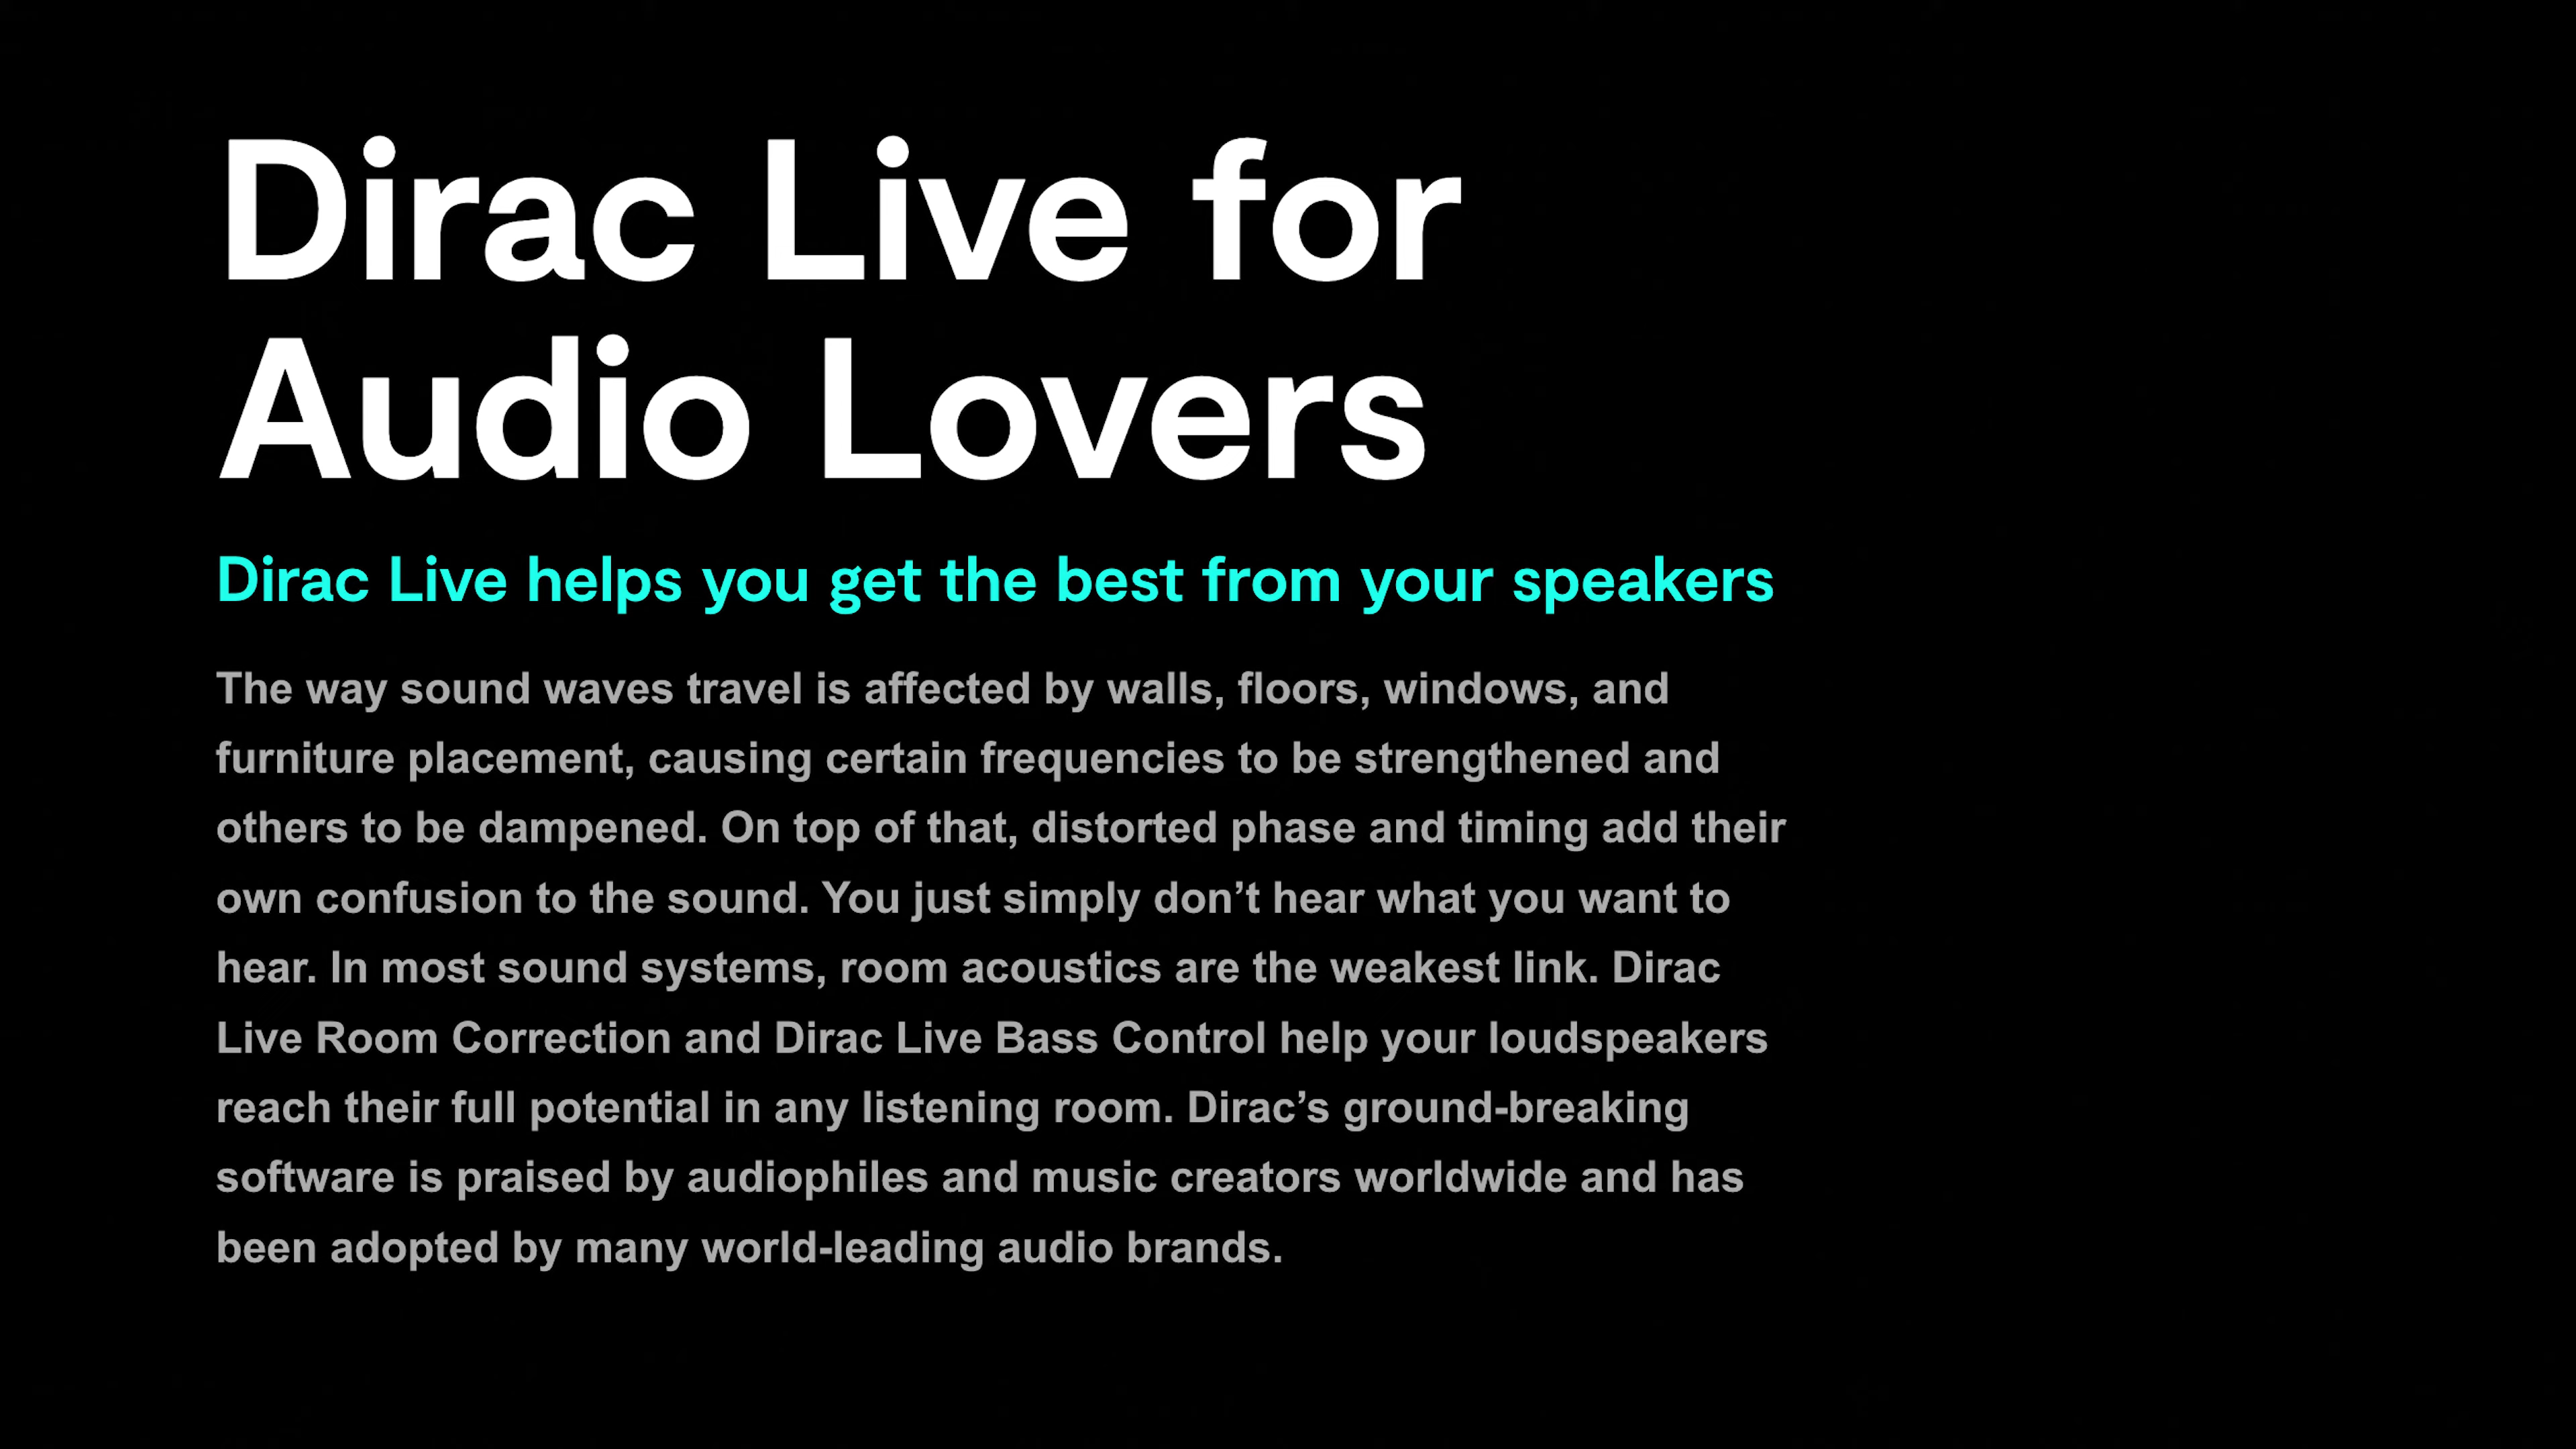 Dirac Live for
Audio Lovers
Dirac Live helps you get the best from your speakers
The way sound waves travel is affected by walls, floors, windows, and
furniture placement, causing certain frequencies to be strengthened and
others to be dampened. On top of that, distorted phase and timing add their
own confusion to the sound. You just simply don’t hear what you want to
hear. In most sound systems, room acoustics are the weakest link. Dirac
Live Room Correction and Dirac Live Bass Control help your loudspeakers
reach their full potential in any listening room. Dirac’s ground-breaking
software is praised by audiophiles and music creators worldwide and has
been adopted by many world-leading audio brands.